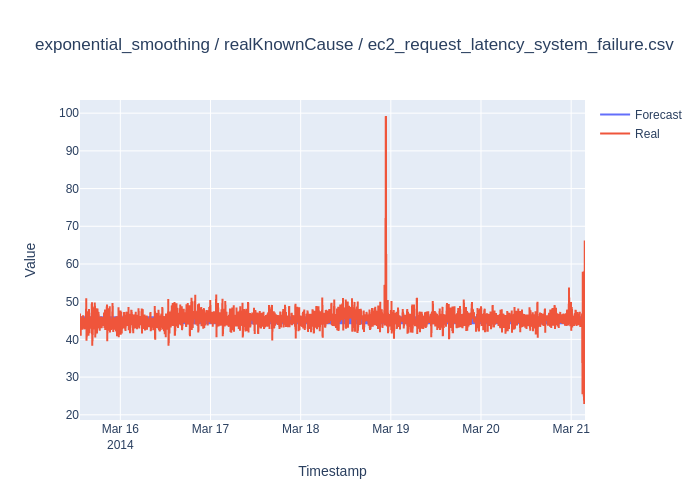 exponential_smoothing / realKnownCause / ec2_request_latency_system_failure.csv
Forecast
Real
Value
100
90
80
70
60
50
40
30
20
Mar 16
2014
Mar 17
Mar 18
Mar 19
Mar 20
Mar 21
Timestamp